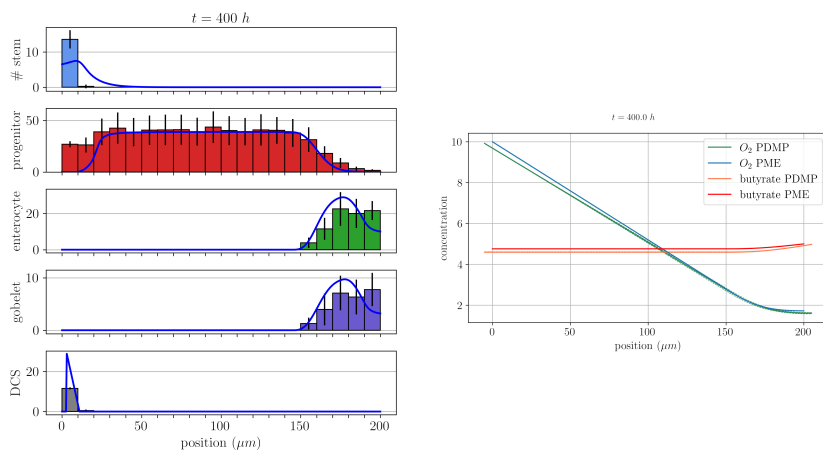 t = 400 h
# stem
10
0
progenitor
50
0
enterocyte
20
0
gobelet
10
0
DCS
20
0
0 50 100 150 200
position (μm)
t = 400.0 h
concentration
10
8
6
4
2
O₂ PDMP
O₂ PME
butyrate PDMP
butyrate PME
0 50 100 150 200
position (μm)